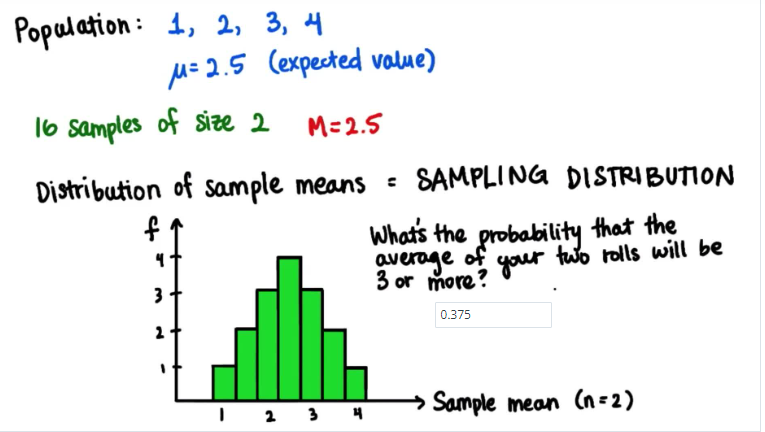 Population: 1, 2, 3, 4
μ=2.5 (expected value)
16 samples of size 2 M=2.5
Distribution of sample means = SAMPLING DISTRIBUTION
f
4
3
2
1
What's the probability that the
average of your two rolls will be
3 or more?
0.375
1 2 3 4
Sample mean (n=2)